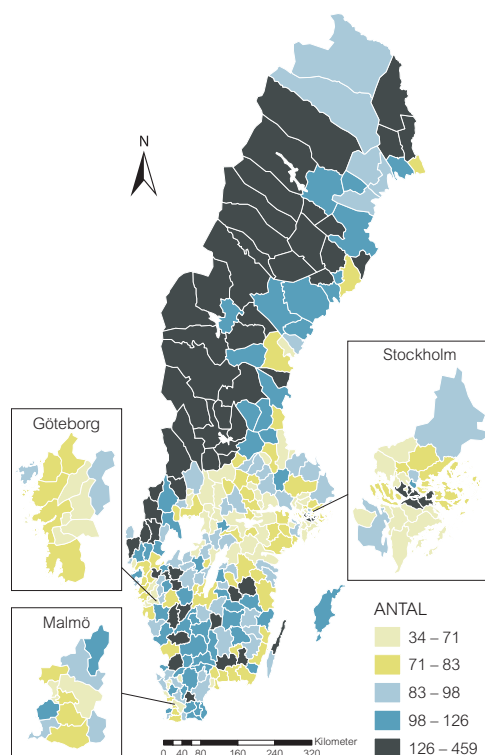 N
Stockholm
Göteborg
Malmö
ANTAL
34 – 71
71 – 83
83 – 98
98 – 126
126 – 459
Kilometer
0 40 80 160 240 320